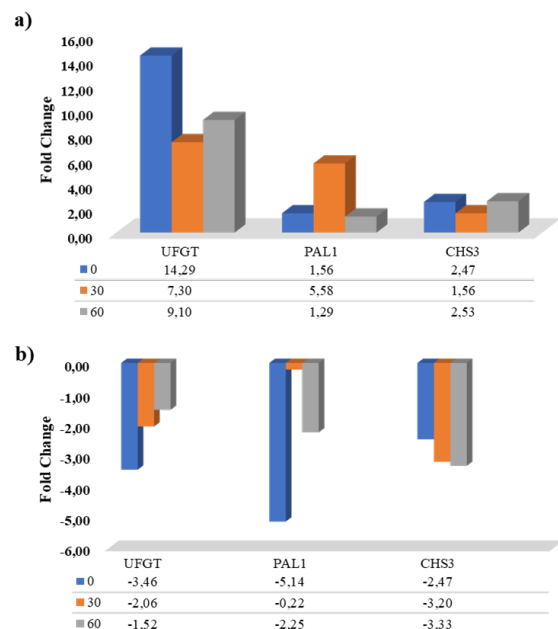 a)
16,00
14,00
12,00
10,00
8,00
6,00
4,00
2,00
0,00
Fold Change
UFGT PAL1 CHS3
0 14,29 1,56 2,47
30 7,30 5,58 1,56
60 9,10 1,29 2,53
b)
0,00
-1,00
-2,00
-3,00
-4,00
-5,00
-6,00
Fold Change
UFGT PAL1 CHS3
0 -3,46 -5,14 -2,47
30 -2,06 -0,22 -3,20
60 -1,52 -2,25 -3,33